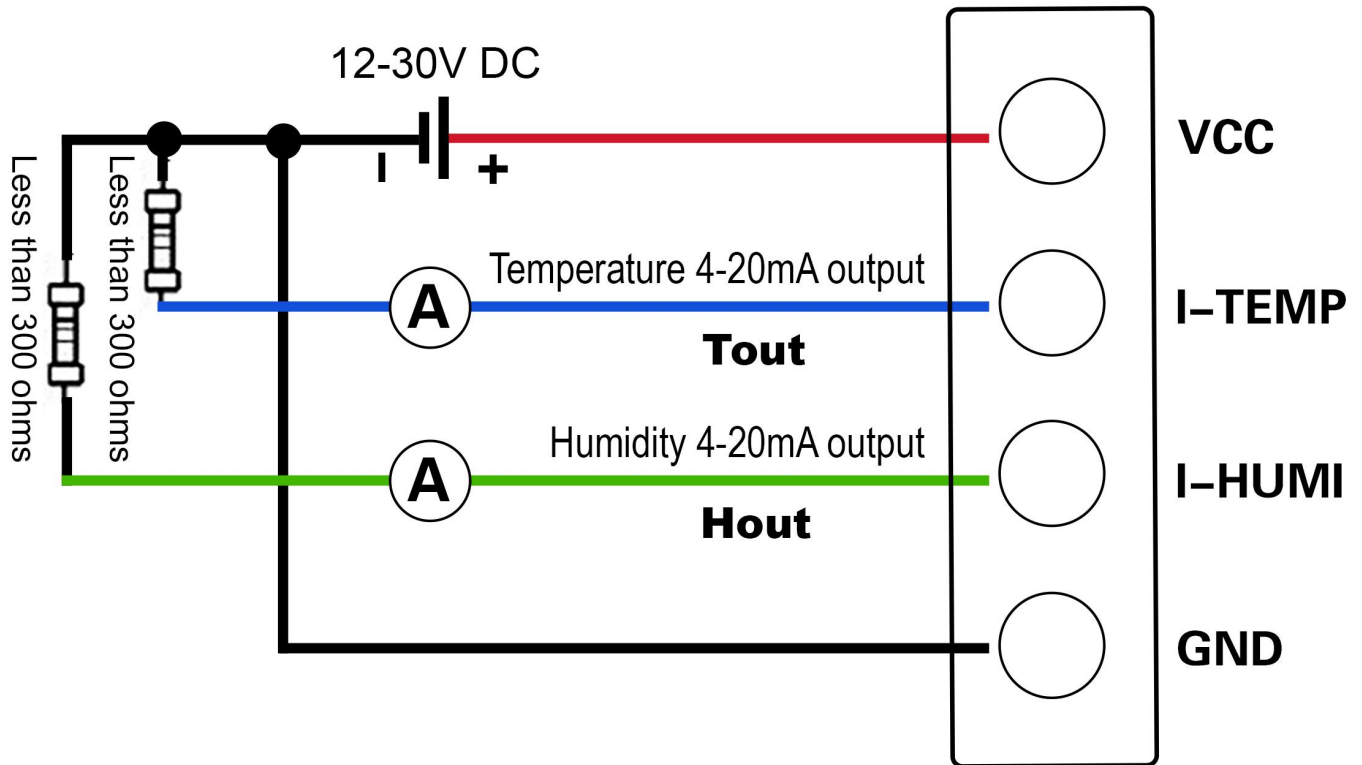 12-30V DC
- +
VCC
Less than 300 ohms
Less than 300 ohms
Temperature 4-20mA output
A
I-TEMP
Tout
Humidity 4-20mA output
A
I-HUMI
Hout
GND